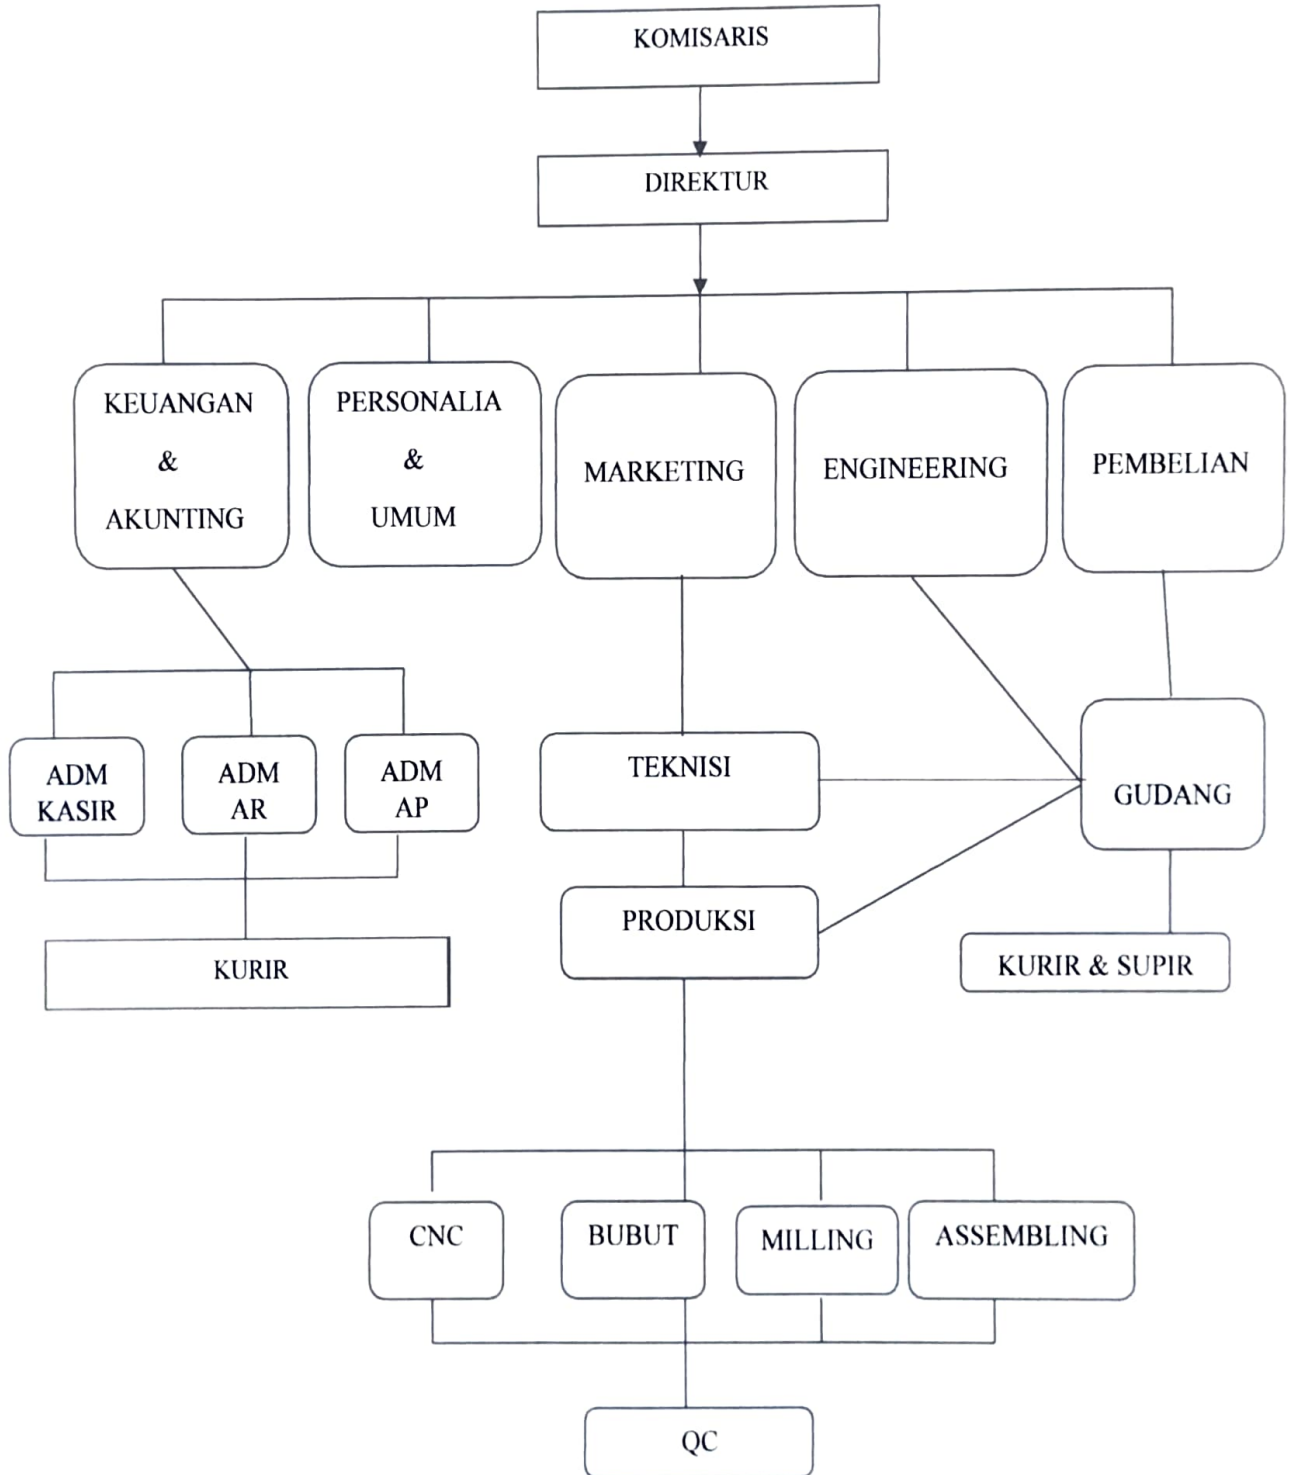 KOMISARIS
DIREKTUR
KEUANGAN
&
AKUNTING
PERSONALIA
&
UMUM
MARKETING
ENGINEERING
PEMBELIAN
ADM
KASIR
ADM
AR
ADM
AP
TEKNISI
GUDANG
PRODUKSI
KURIR
KURIR & SUPIR
CNC
BUBUT
MILLING
ASSEMBLING
QC